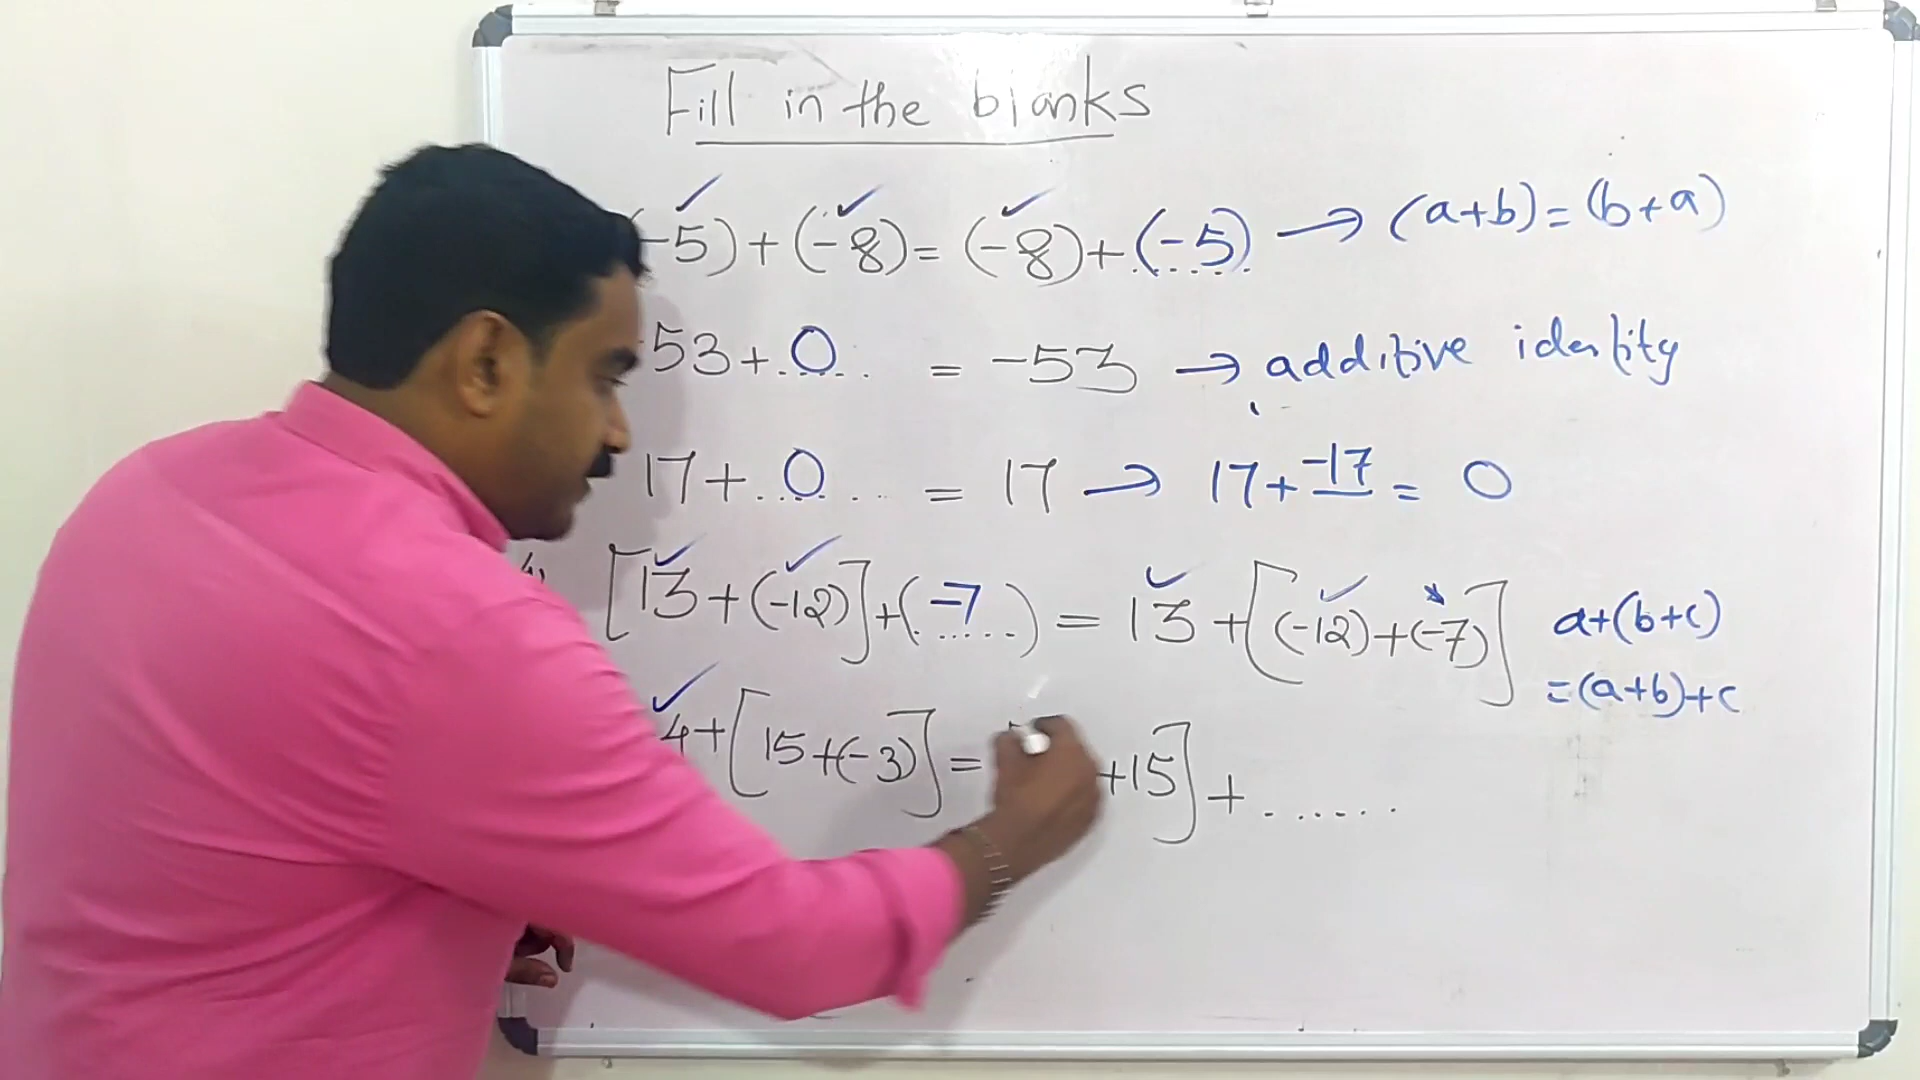 Fill in the blanks
-5) + (-8) = (-8) + (-5) → (a+b) = (b+a)
53 + 0 = -53 → additive identity
17 + 0 = 17 → 17 + -17 = 0
[13 + (-12)] + (-7) = 13 + [(-12) + (-7)] a+(b+c)
=(a+b)+c
4 + [15 + (-3)] = +15] + ......